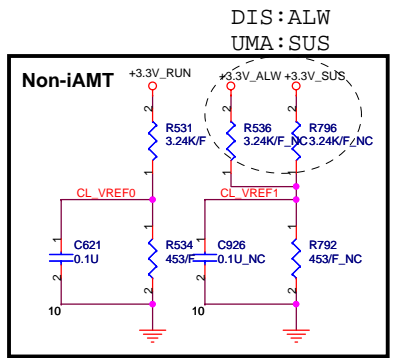 DIS:ALW
UMA:SUS
Non-iAMT
+3.3V_RUN
+3.3V_ALW
+3.3V_SUS
2
2
2
R531
3.24K/F
R536
3.24K/F_NC
R796
3.24K/F_NC
1
1
1
CL_VREF0
CL_VREF1
1
1
1
1
C621
0.1U
R534
453/F
C926
0.1U_NC
R792
453/F_NC
2
2
2
2
10
10